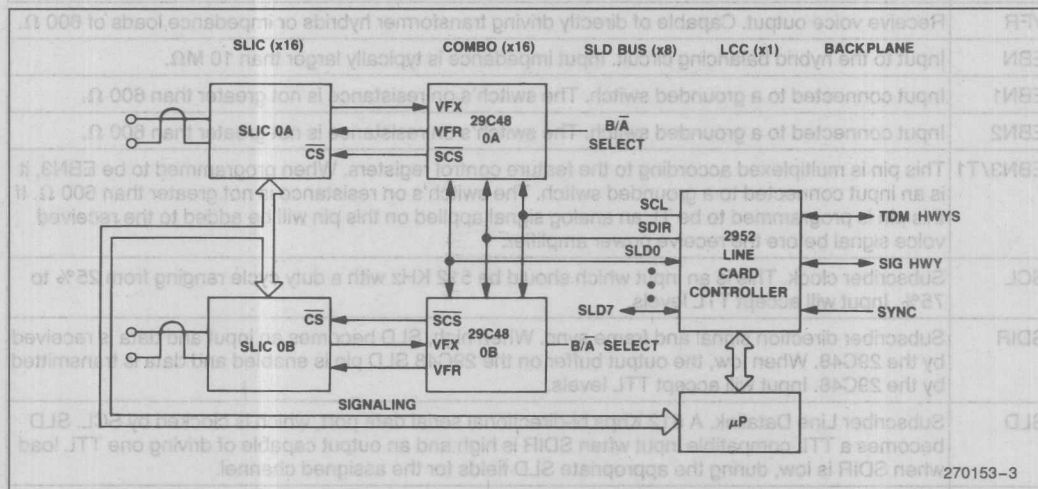 SLIC (x16) COMBO (x16) SLD BUS (x8) LCC (x1) BACKPLANE
SLIC 0A
CS
VFX
VFR
SCS
29C48
0A
B/A
SELECT
SCL
SDIR
SLD0
SLD7
2952
LINE
CARD
CONTROLLER
TDM HWYS
SIG HWY
SYNC
SLIC 0B
CS
SCS
VFX
VFR
29C48
0B
B/A SELECT
SIGNALING
μP
270153-3
VFR Receive voice output. Capable of directly driving transformer hybrids or impedance loads of 600 Ω.
EBN Input to the hybrid balancing circuit. Input impedance is typically larger than 10 MΩ.
EBN1 Input connected to a grounded switch. The switch's on resistance is not greater than 600 Ω.
EBN2 Input connected to a grounded switch. The switch's on resistance is not greater than 600 Ω.
EBN3/T1 This pin is multiplexed according to the feature control registers. When programmed to be EBN3, it
is an input connected to a grounded switch. The switch's on resistance is not greater than 600 Ω. If
programmed to be an analog signal applied on this pin will be added to the received
voice signal before the receive power amplifier.
SCL Subscriber clock. This is an input which should be 512 KHz with a duty cycle ranging from 25% to
75%. Input will accept TTL levels.
SDIR Subscriber direction signal and frame sync. When high, SLD becomes an input and data is received
by the 29C48. When low, the output buffer on the 29C48 SLD pin is enabled and data is transmitted
by the 29C48. Input will accept TTL levels.
SLD Subscriber Line Datalink. A 512 Kbps bidirectional serial data port, which is clocked by SCL. SLD
becomes a TTL compatible input when SDIR is high and an output capable of driving one TTL load
when SDIR is low, during the appropriate SLD fields for the assigned channel.